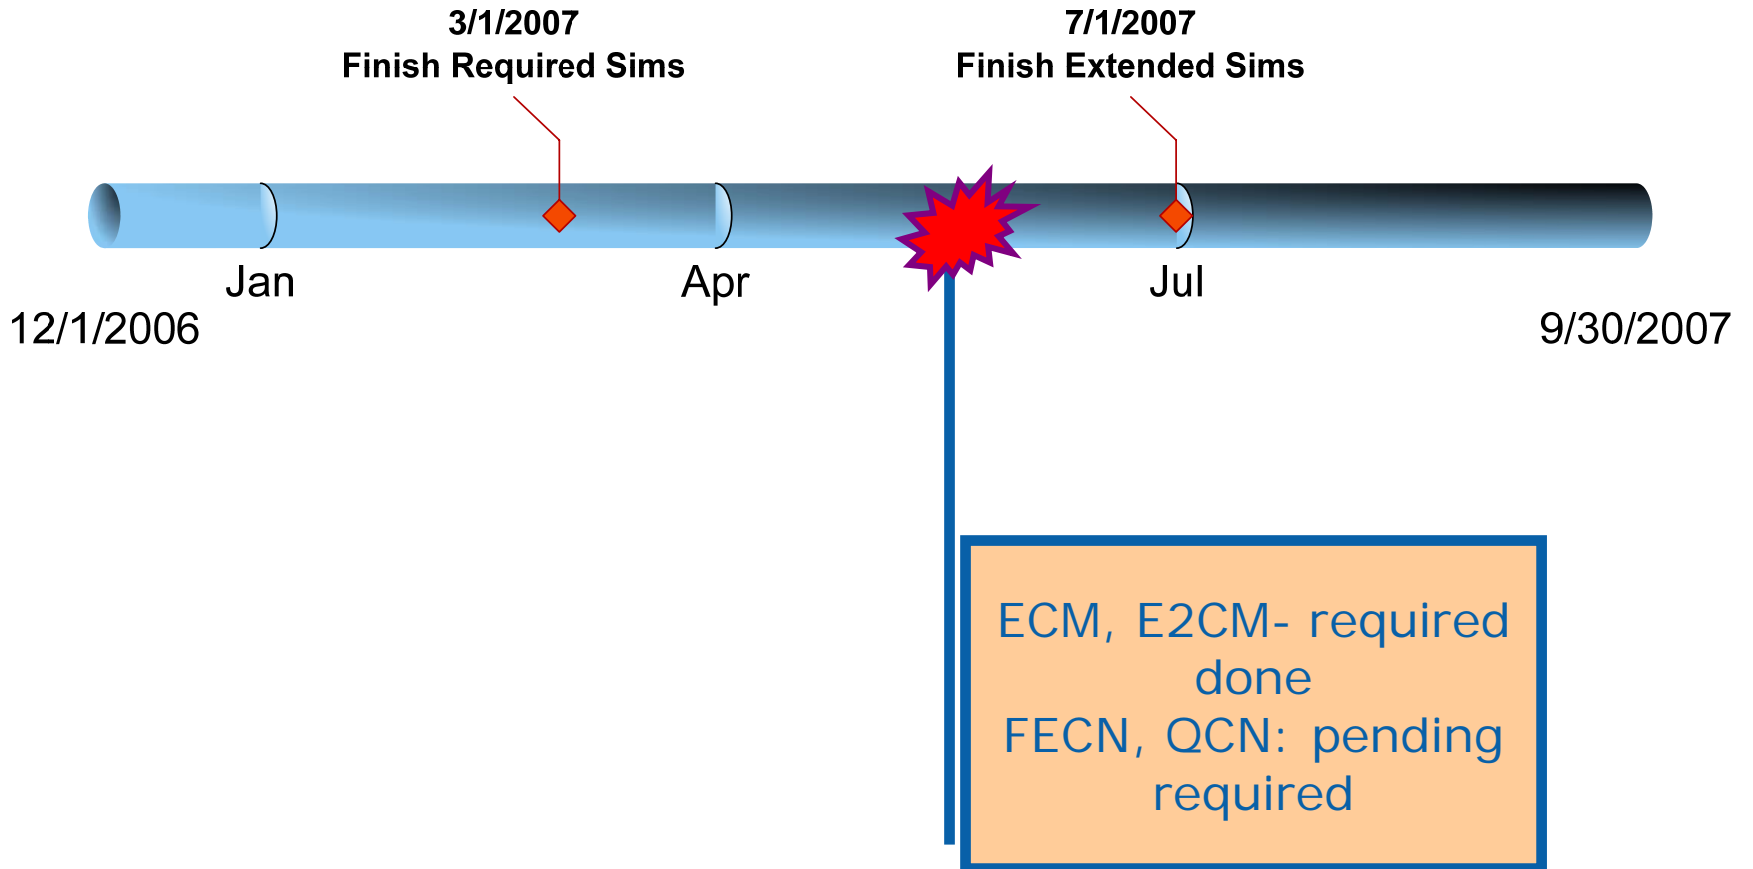 3/1/2007
Finish Required Sims
7/1/2007
Finish Extended Sims
Jan
Apr
Jul
12/1/2006
9/30/2007
ECM, E2CM- required
done
FECN, QCN: pending
required